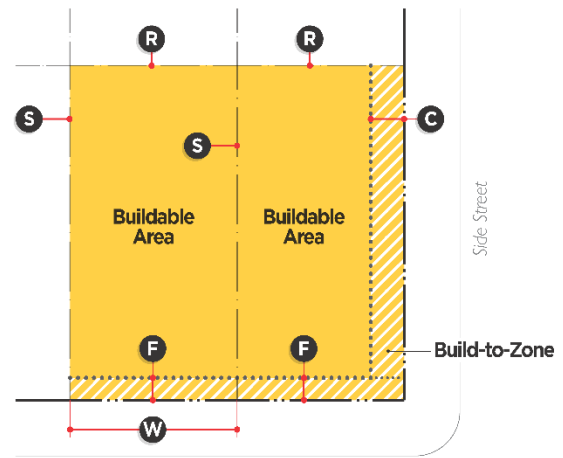 R
R
S
C
S
Buildable
Area
Buildable
Area
Side Street
F
F
Build-to-Zone
W